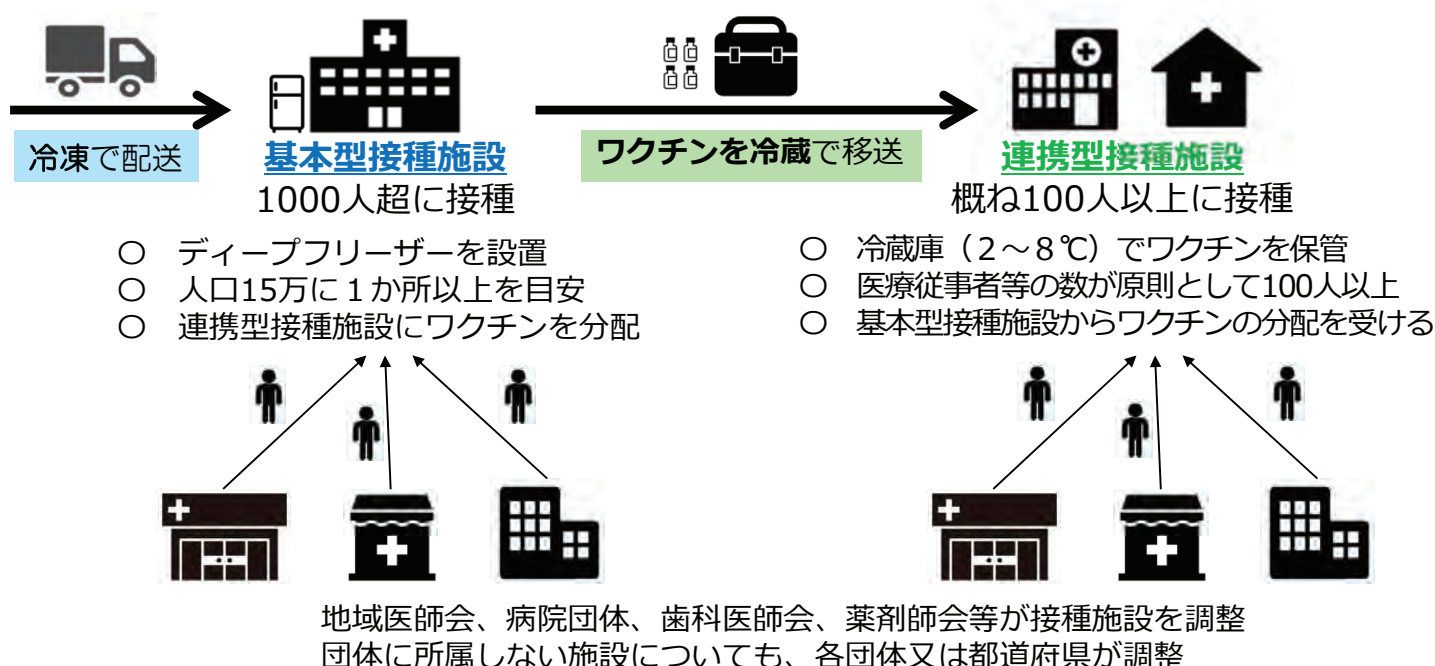 冷凍で配送
基本型接種施設
1000人超に接種
〇 ディープフリーザーを設置
〇 人口15万に１か所以上を目安
〇 連携型接種施設にワクチンを分配
ワクチンを冷蔵で移送
連携型接種施設
概ね100人以上に接種
〇 冷蔵庫（２～８℃）でワクチンを保管
〇 医療従事者等の数が原則として100人以上
〇 基本型接種施設からワクチンの分配を受ける
地域医師会、病院団体、歯科医師会、薬剤師会等が接種施設を調整
団体に所属しない施設についても、各団体又は都道府県が調整